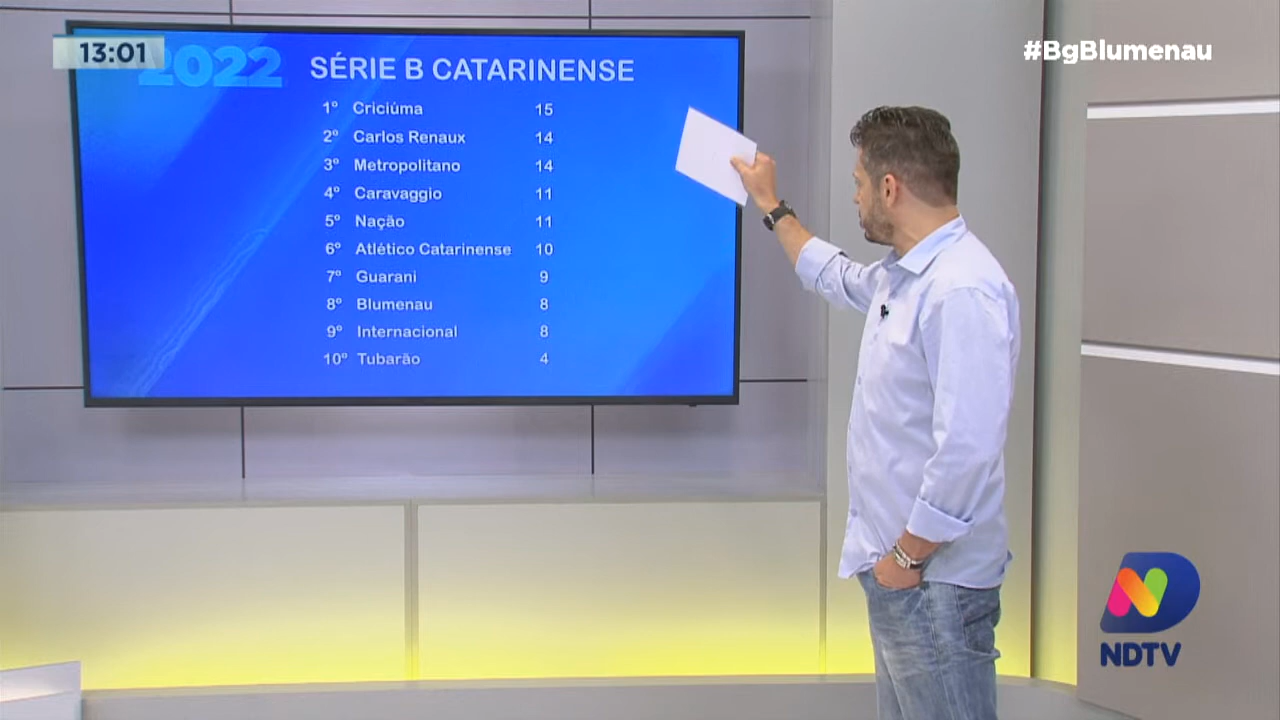 13:01
2022
SÉRIE B CATARINENSE
#BgBlumenau
1º Criciúma 15
2º Carlos Renaux 14
3º Metropolitano 14
4º Caravaggio 11
5º Nação 11
6º Atlético Catarinense 10
7º Guarani 9
8º Blumenau 8
9º Internacional 8
10º Tubarão 4
NDTV